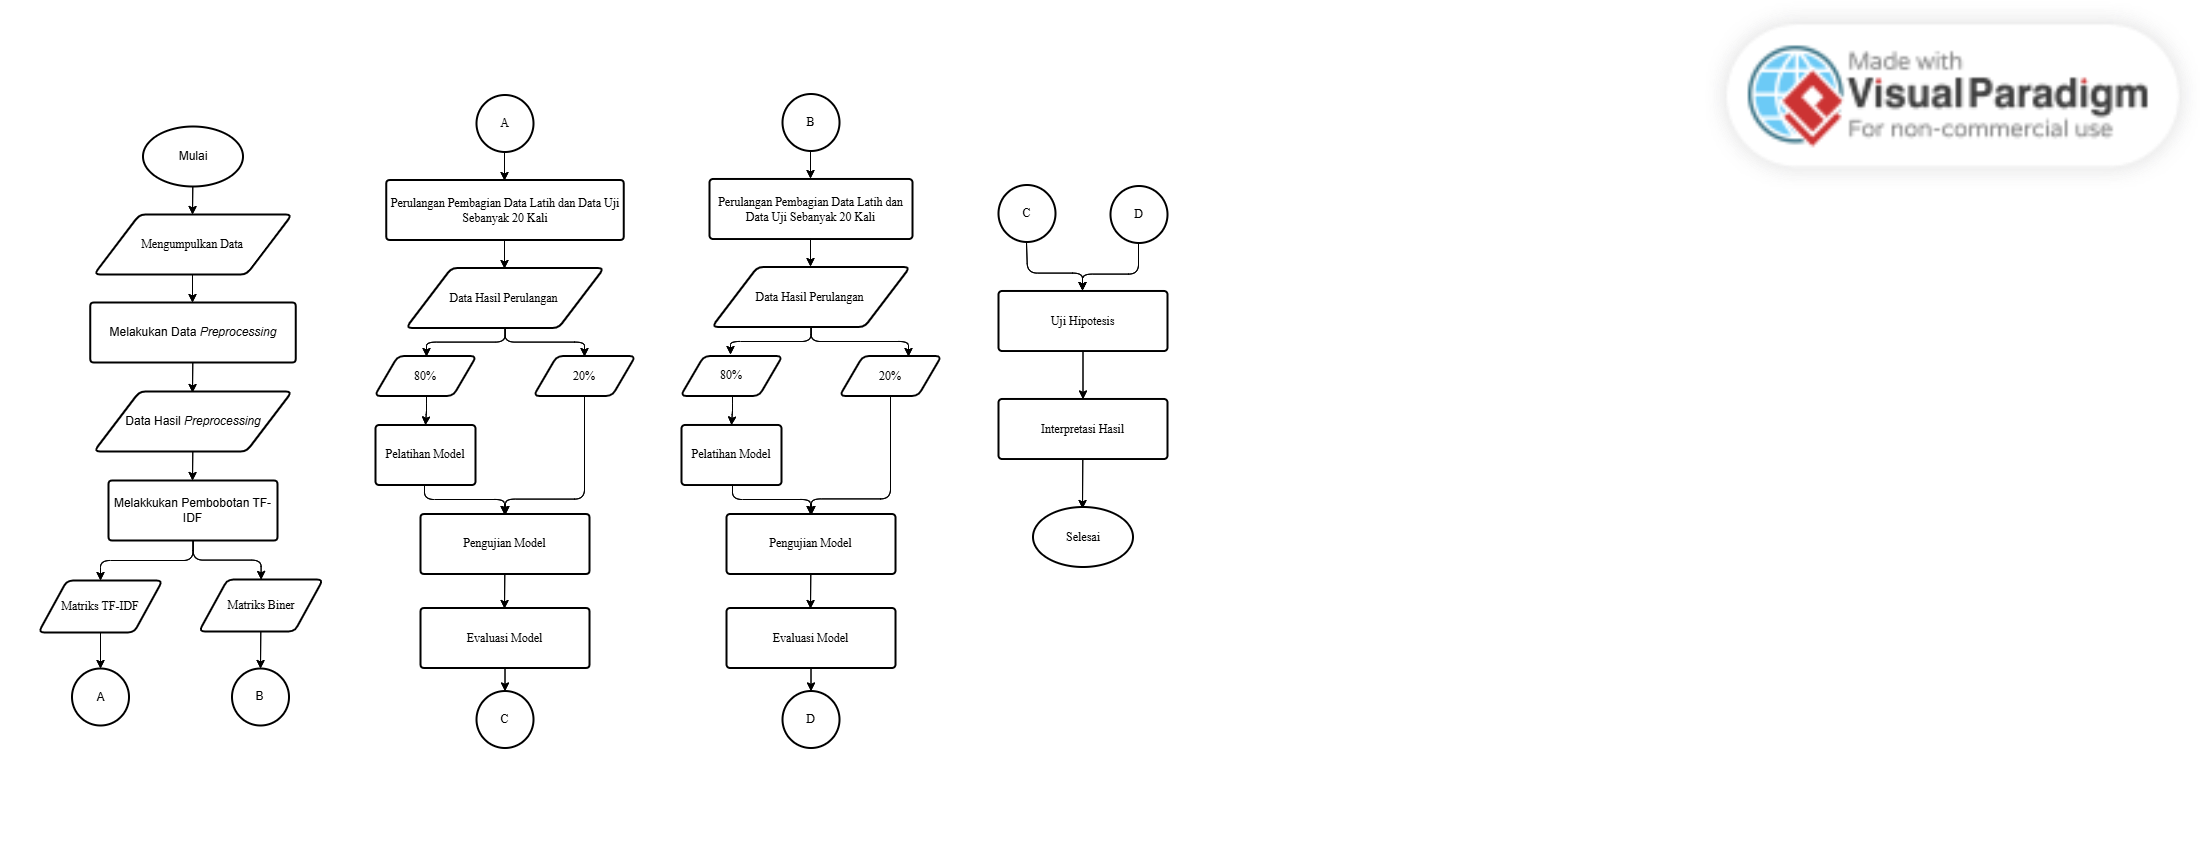 Mulai
Mengumpulkan Data
Melakukan Data Preprocessing
Data Hasil Preprocessing
Melakkukan Pembobotan TF-
IDF
Matriks TF-IDF
Matriks Biner
A
B
A
Perulangan Pembagian Data Latih dan Data Uji
Sebanyak 20 Kali
Data Hasil Perulangan
80%
20%
Pelatihan Model
Pengujian Model
Evaluasi Model
C
B
Perulangan Pembagian Data Latih dan
Data Uji Sebanyak 20 Kali
Data Hasil Perulangan
80%
20%
Pelatihan Model
Pengujian Model
Evaluasi Model
D
C
D
Uji Hipotesis
Interpretasi Hasil
Selesai
Made with
Visual Paradigm
For non-commercial use